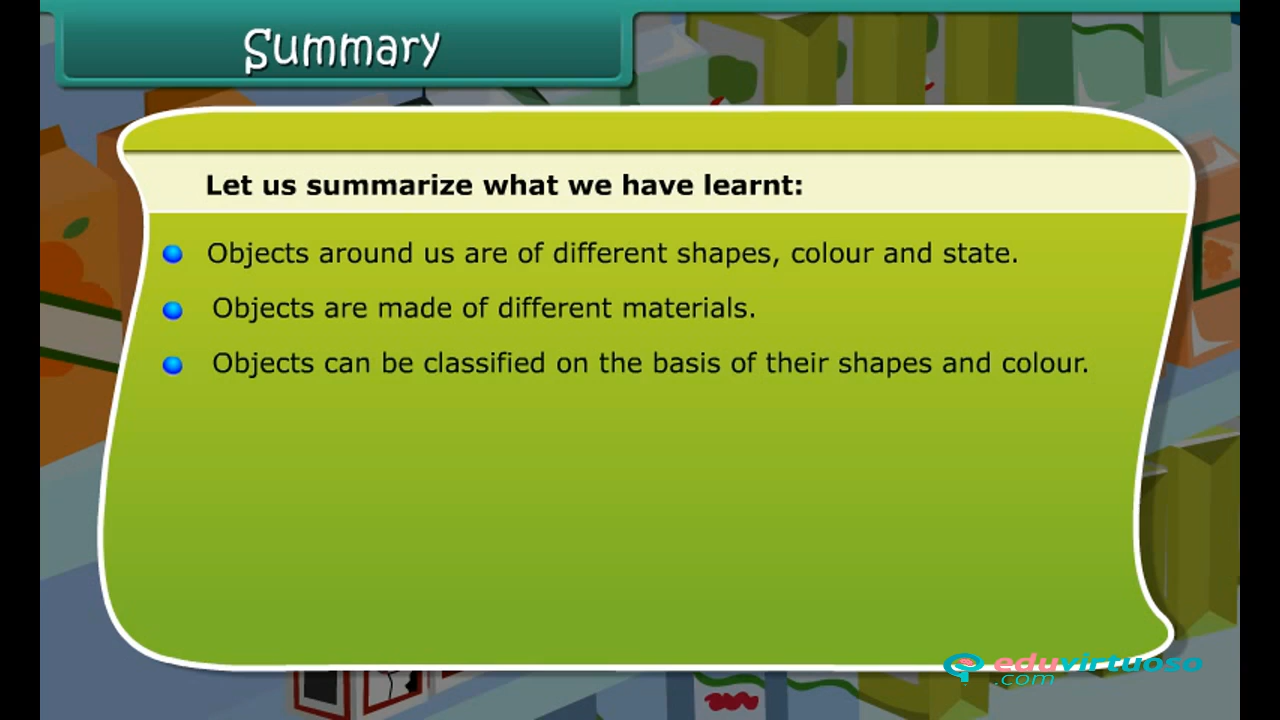 Summary
Let us summarize what we have learnt:
Objects around us are of different shapes, colour and state.
Objects are made of different materials.
Objects can be classified on the basis of their shapes and colour.
eduvirtuoso
.com